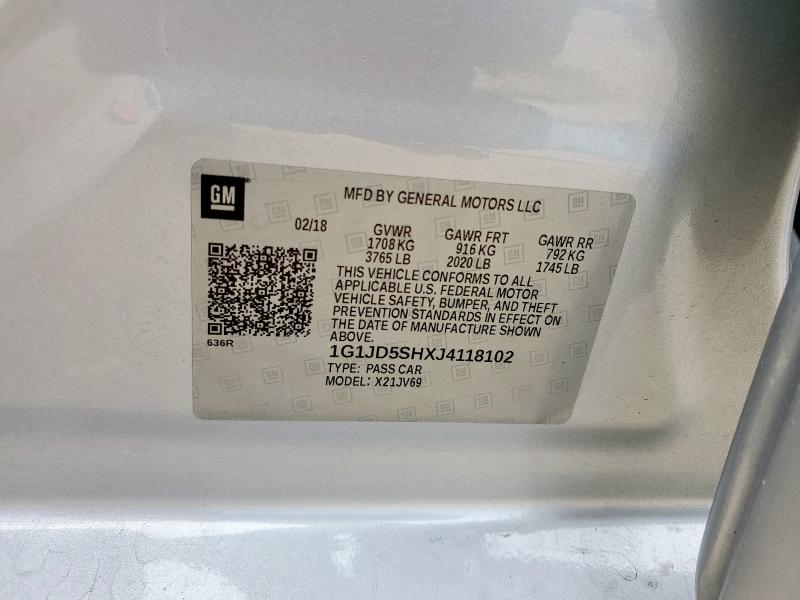 GM
MFD BY GENERAL MOTORS LLC
02/18
GVWR
1708 KG
3765 LB
GAWR FRT
916 KG
2020 LB
GAWR RR
792 KG
1745 LB
THIS VEHICLE CONFORMS TO ALL
APPLICABLE U.S. FEDERAL MOTOR
VEHICLE SAFETY, BUMPER, AND THEFT
PREVENTION STANDARDS IN EFFECT ON
THE DATE OF MANUFACTURE SHOWN
ABOVE.
636R
1G1JD5SHXJ4118102
TYPE: PASS CAR
MODEL: X21JV69